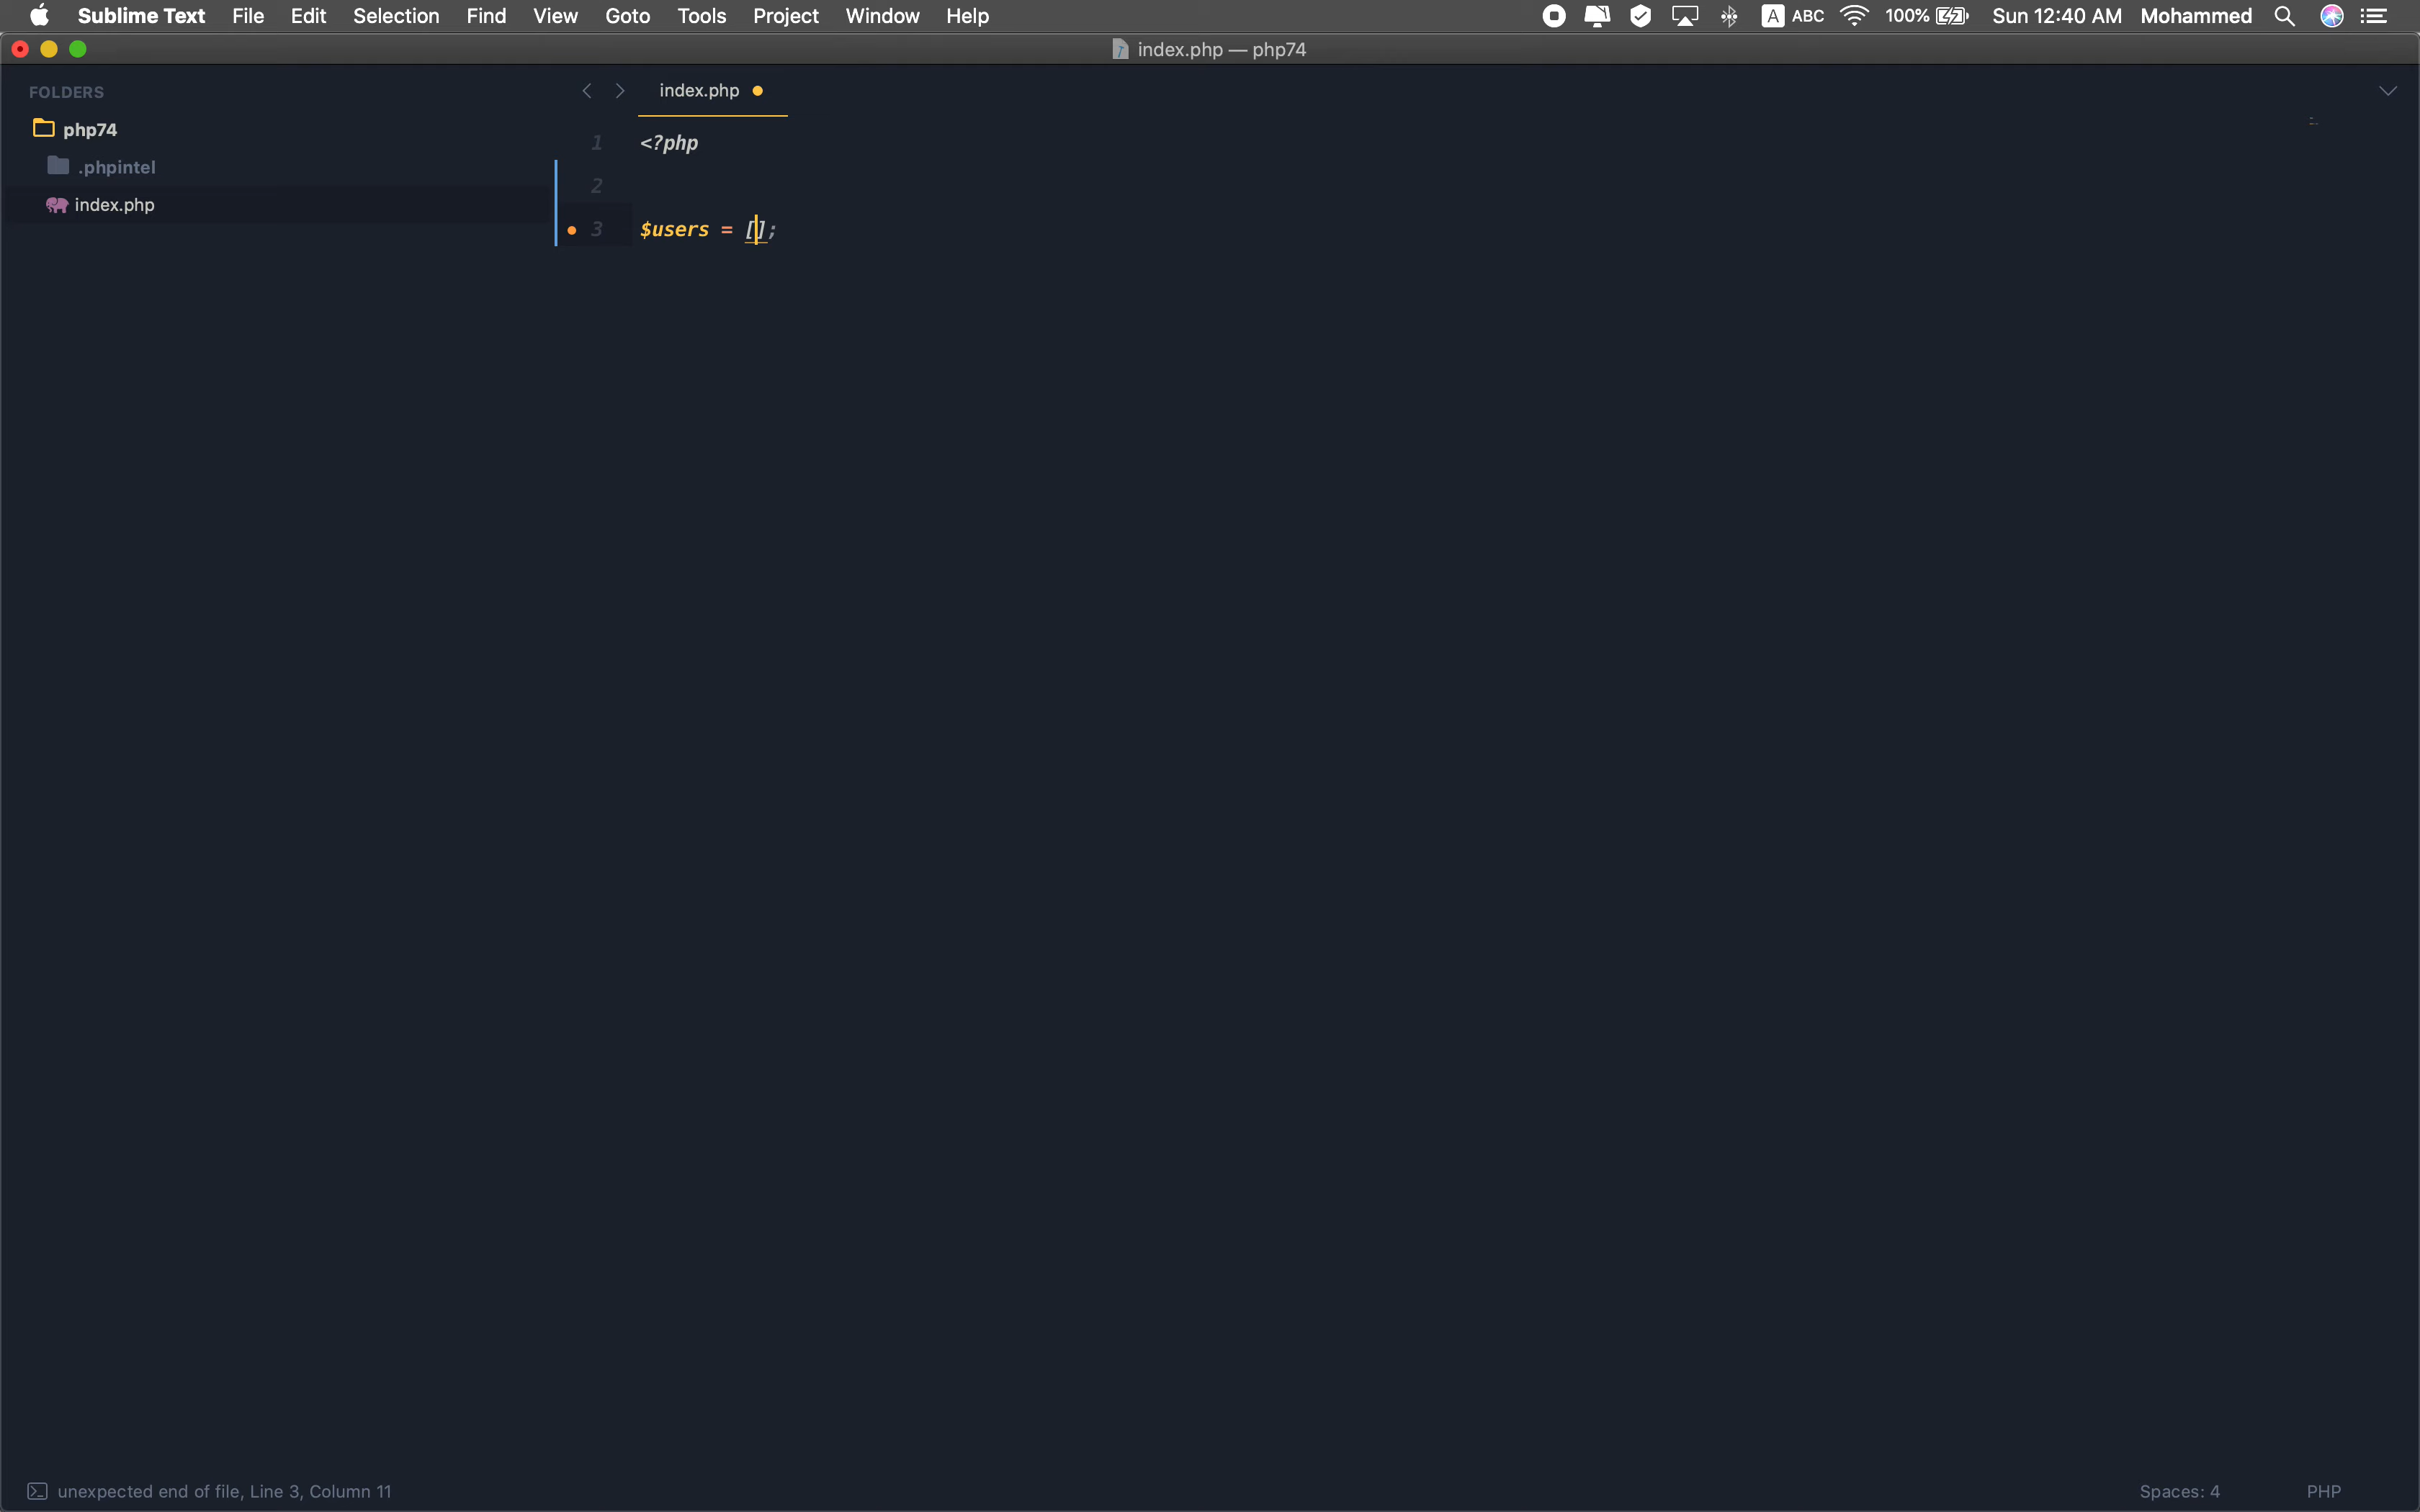 Sublime Text File Edit Selection Find View Goto Tools Project Window Help A ABC 100% Sun 12:40 AM Mohammed
index.php — php74
FOLDERS
php74
.phpintel
index.php
index.php
1 <?php
2
3 $users = [];
unexpected end of file, Line 3, Column 11 Spaces: 4 PHP